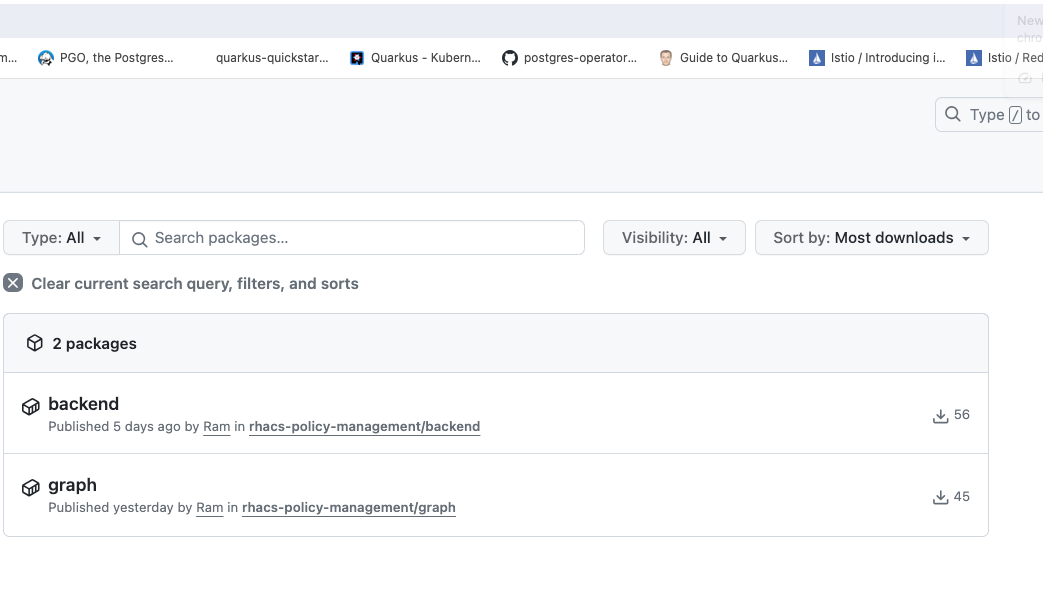 New
chro
m...
PGO, the Postgres...
quarkus-quickstar...
Quarkus - Kubern...
postgres-operator...
Guide to Quarkus...
Istio / Introducing i...
Istio / Red
Type / to
Type: All
Search packages...
Visibility: All
Sort by: Most downloads
Clear current search query, filters, and sorts
2 packages
backend
Published 5 days ago by Ram in rhacs-policy-management/backend
56
graph
Published yesterday by Ram in rhacs-policy-management/graph
45